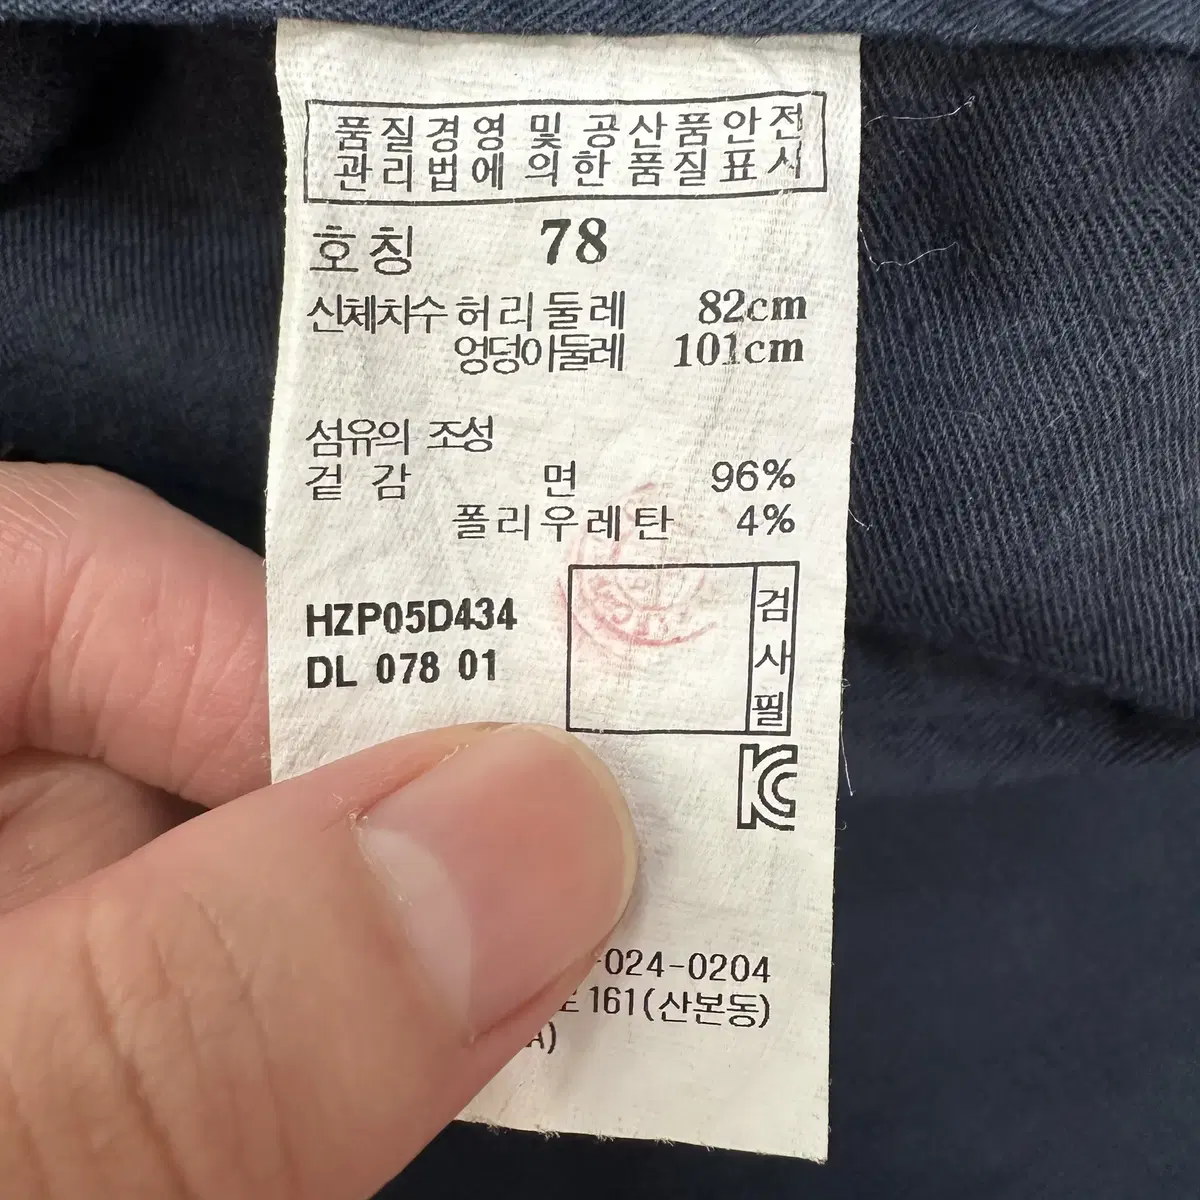 품질경영 및 공산품안전
관리법에 의한 품질표시
호칭 78
신체치수 허리둘레 82cm
엉덩이둘레 101cm
섬유의 조성
겉감 면 96%
폴리우레탄 4%
HZP05D434
DL 078 01
검사필
KC
-024-0204
161(산본동)
A)